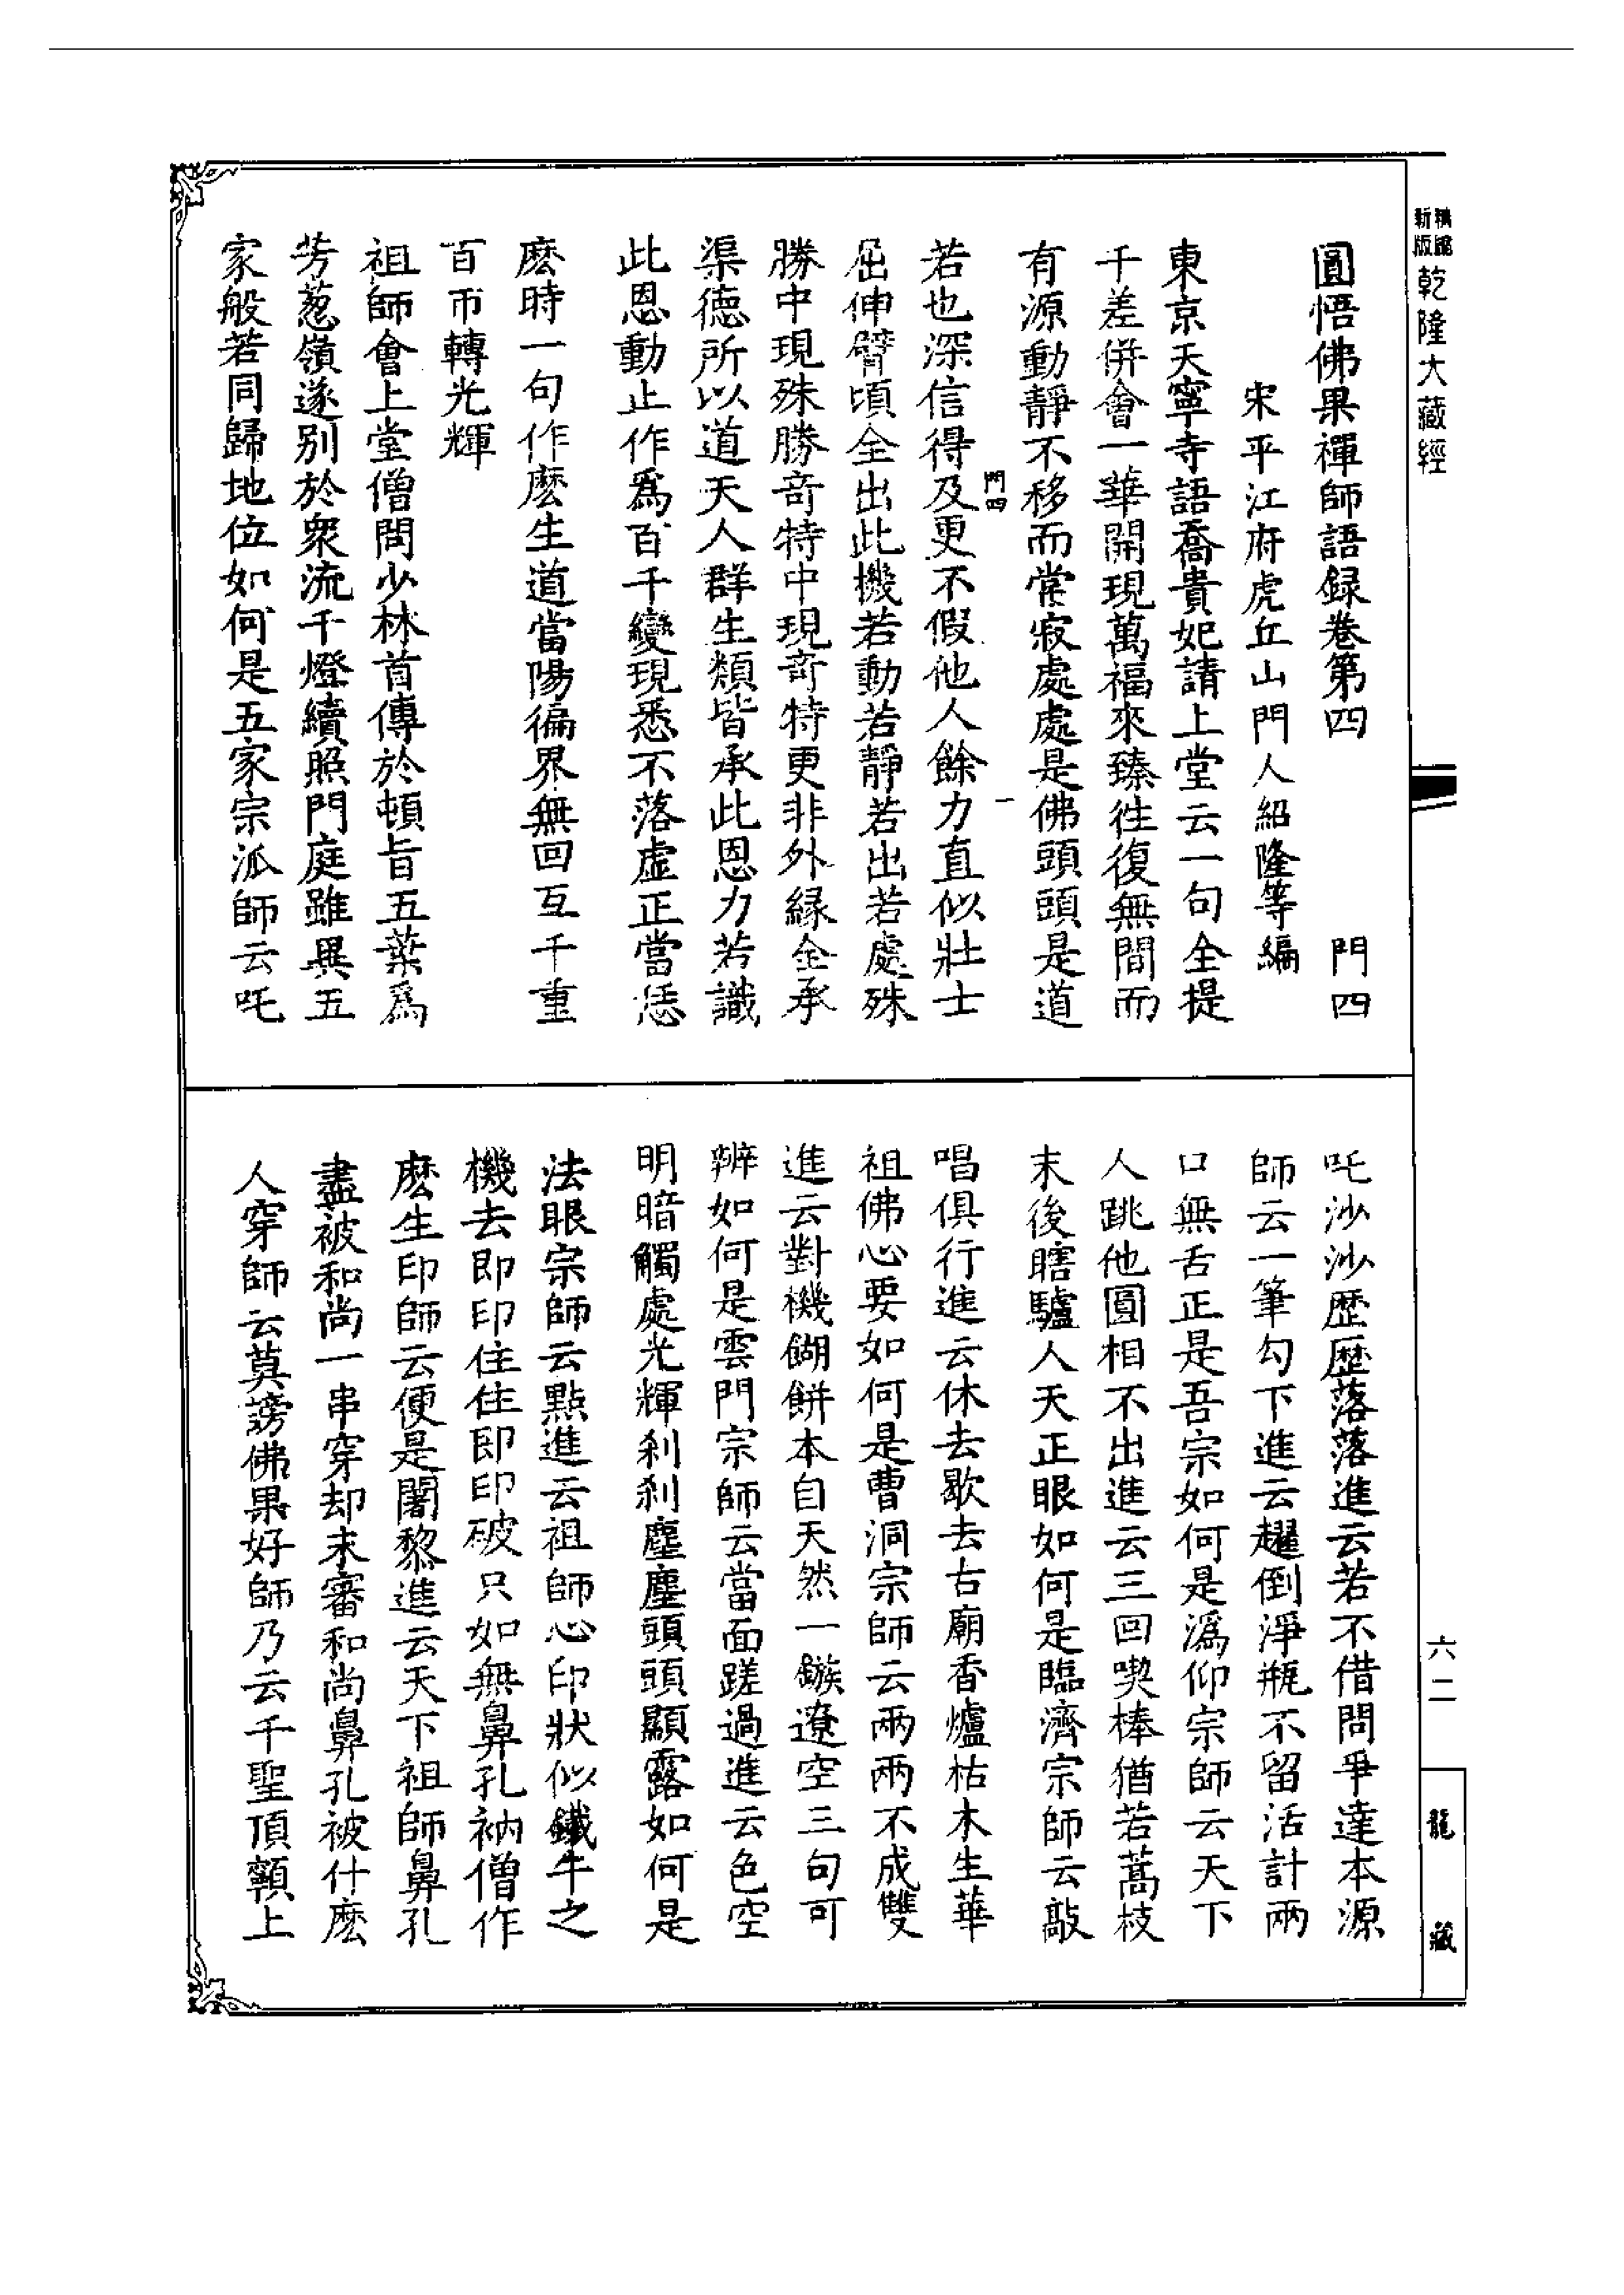 新版
乾隆大藏經
圓悟佛果禪師語録卷第四 門四
宋平江府虎丘山門人紹隆等編
東京天寧寺語喬貴妃請上堂云一句全提
千差併會一華開現萬福來臻徃復無間而
有源動靜不移而常寂處處是佛頭頭是道
門四 一
若也深信得及更不假他人餘力直似壯士
屈伸臂頃全出此機若動若靜若出若處殊
勝中現殊勝竒特中現竒特更非外緣全承
渠德所以道天人群生類皆承此恩力若識
此恩動止作爲百千變現悉不落虛正當恁
麽時一句作麽生道當陽徧界無回互千重
百帀轉光輝
祖師會上堂僧問少林首傳於頓旨五葉爲
芳葱嶺遂别於衆流千燈續照門庭雖異五
家般若同歸地位如何是五家宗派師云吒
吒沙沙歷歷落落進云若不借問爭達本源
師云一筆勾下進云趯倒淨瓶不留活計兩
口無舌正是吾宗如何是潙仰宗師云天下
人跳他圓相不出進云三回喫棒猶若蒿枝
末後瞎驢人天正眼如何是臨濟宗師云敲
唱俱行進云休去歇去古廟香爐枯木生華
祖佛心要如何是曹洞宗師云兩兩不成雙
進云對機餬餅本自天然一鏃遼空三句可
辨如何是雲門宗師云當面蹉過進云色空
明暗觸處光輝刹刹塵塵頭頭顯露如何是
法眼宗師云點進云祖師心印狀似鐵牛之
機去即印住住即印破只如無鼻孔衲僧作
麽生印師云便是闍黎進云天下祖師鼻孔
盡被和尚一串穿却未審和尚鼻孔被什麽
人穿師云莫謗佛果好師乃云千聖頂𩕳上
六二
龍藏